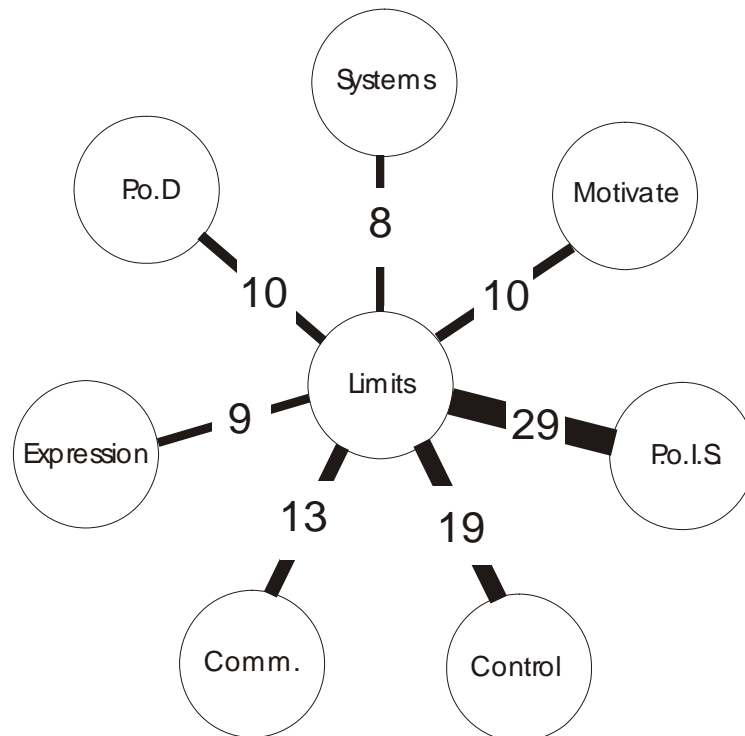 Systems
P.o.D
Motivate
8
10
10
Limits
9
29
Expression
P.o.I.S.
13
19
Comm.
Control